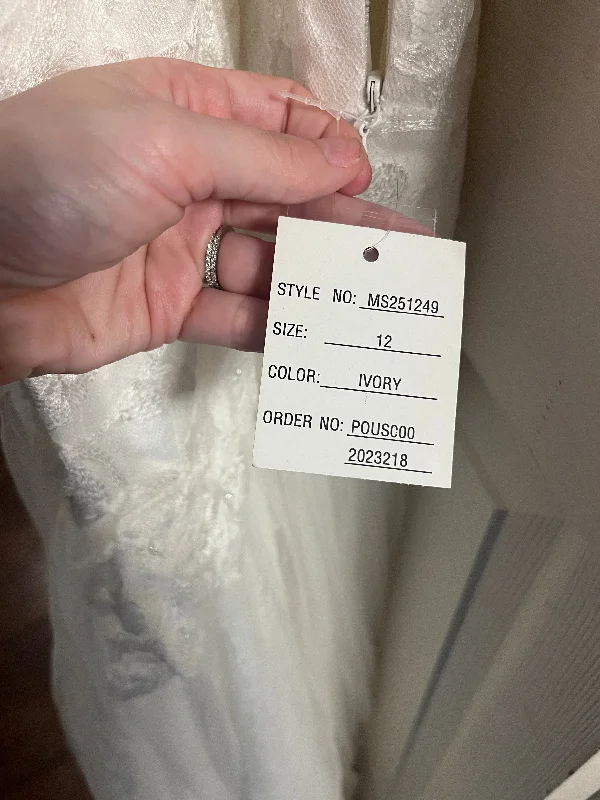 STYLE NO: MS251249
SIZE: 12
COLOR: IVORY
ORDER NO: POUSC00
2023218